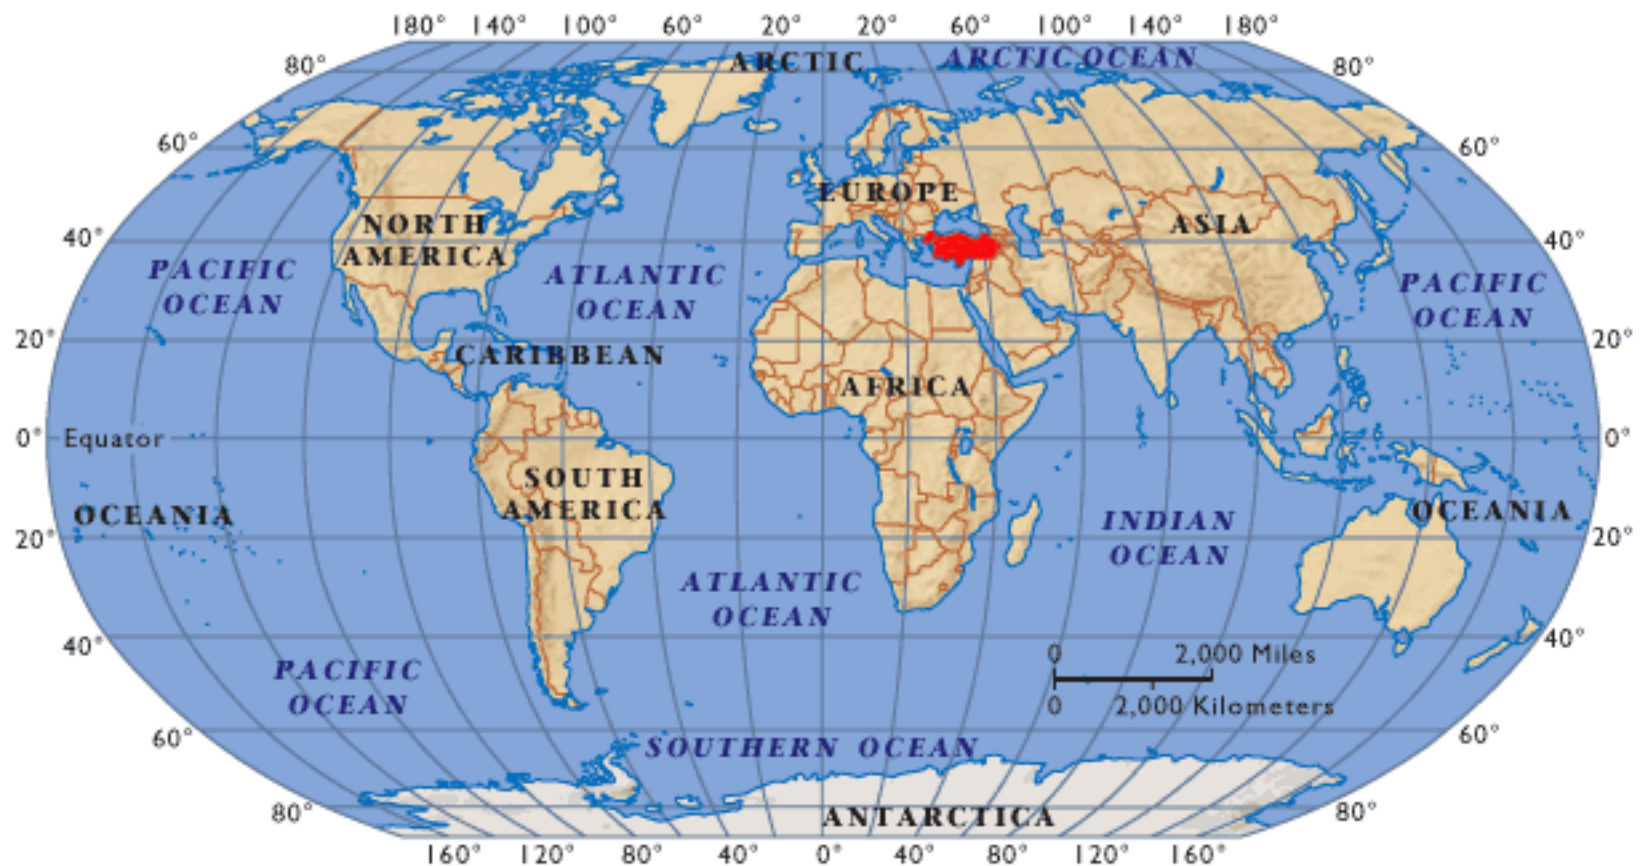 180° 140° 100° 60° 20° 20° 60° 100° 140° 180°
ARCTIC
ARCTIC OCEAN
80°
80°
60°
60°
EUROPE
NORTH
AMERICA
ASIA
40°
40°
PACIFIC
OCEAN
ATLANTIC
OCEAN
PACIFIC
OCEAN
20°
20°
CARIBBEAN
AFRICA
0° Equator
0°
SOUTH
AMERICA
OCEANIA
OCEANIA
INDIAN
OCEAN
20°
20°
ATLANTIC
OCEAN
40°
40°
0 2,000 Miles
0 2,000 Kilometers
PACIFIC
OCEAN
60°
60°
SOUTHERN OCEAN
80°
80°
ANTARCTICA
160° 120° 80° 40° 0° 40° 80° 120° 160°